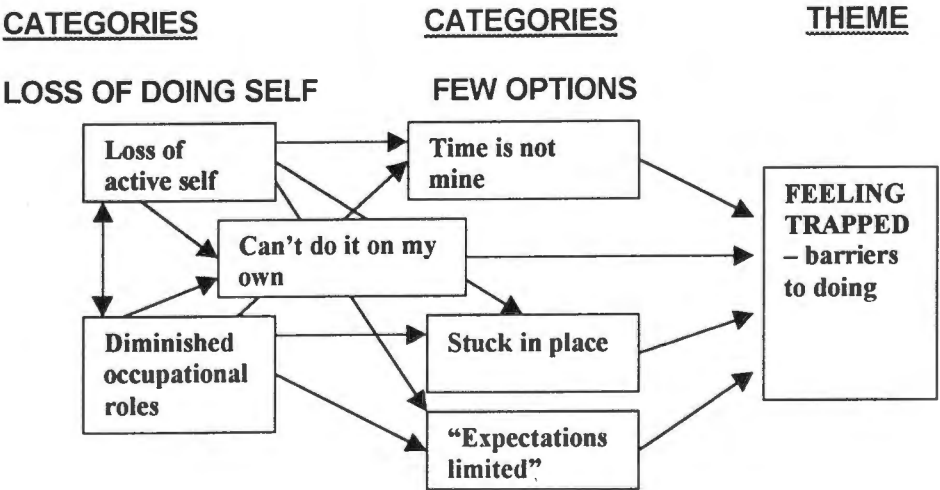 CATEGORIES
CATEGORIES
THEME
LOSS OF DOING SELF
FEW OPTIONS
Loss of
active self
Time is not
mine
Can't do it on my
own
FEELING
TRAPPED
– barriers
to doing
Diminished
occupational
roles
Stuck in place
“Expectations
limited”